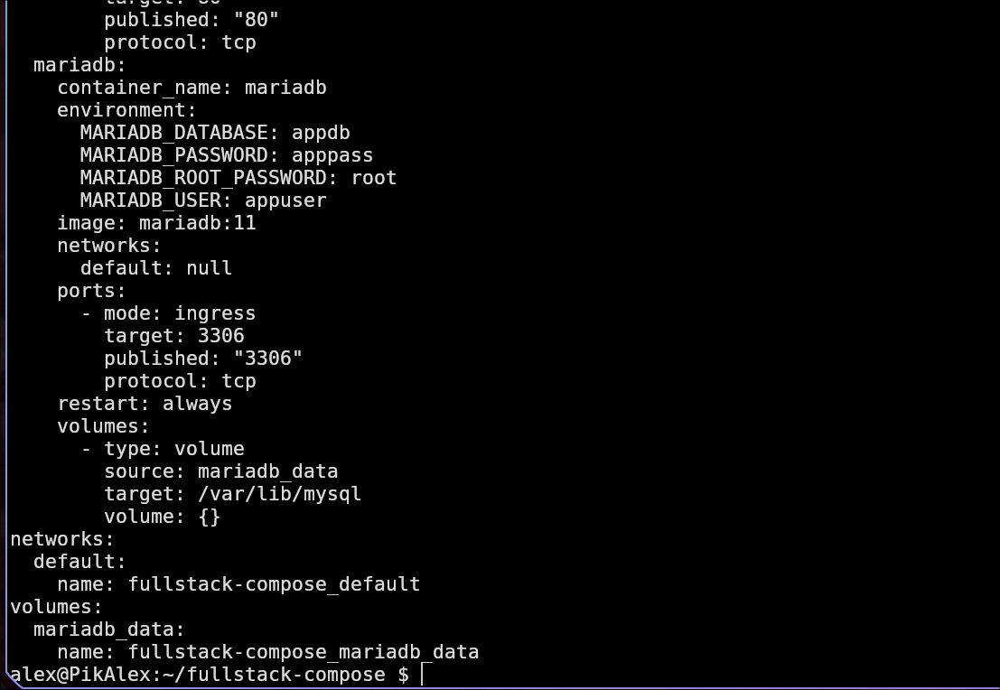 published: "80"
protocol: tcp
mariadb:
container_name: mariadb
environment:
MARIADB_DATABASE: appdb
MARIADB_PASSWORD: apppass
MARIADB_ROOT_PASSWORD: root
MARIADB_USER: appuser
image: mariadb:11
networks:
default: null
ports:
- mode: ingress
target: 3306
published: "3306"
protocol: tcp
restart: always
volumes:
- type: volume
source: mariadb_data
target: /var/lib/mysql
volume: {}
networks:
default:
name: fullstack-compose_default
volumes:
mariadb_data:
name: fullstack-compose_mariadb_data
alex@PikAlex:~/fullstack-compose $